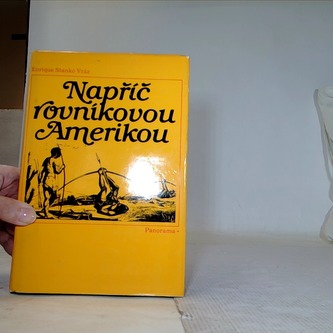 Enrique Stanko Vráz
Napříč
rovníkovou
Amerikou
Panorama